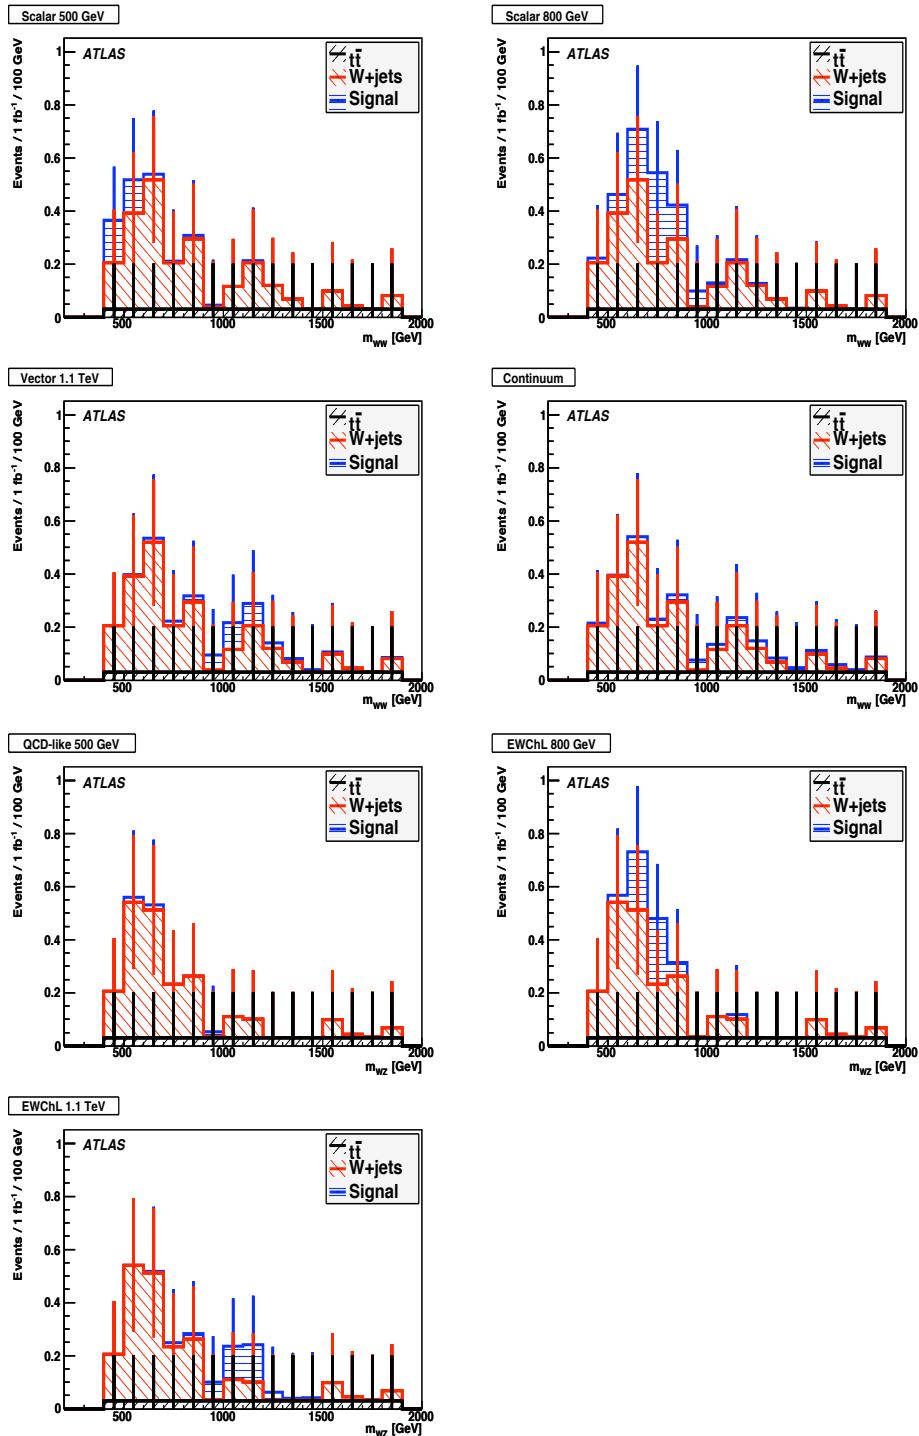 Scalar 500 GeV
Events / 1 fb⁻¹ / 100 GeV
ATLAS
tt̄
W+jets
Signal
1
0.8
0.6
0.4
0.2
0
500 1000 1500 2000
m_WW [GeV]
Scalar 800 GeV
Events / 1 fb⁻¹ / 100 GeV
ATLAS
tt̄
W+jets
Signal
1
0.8
0.6
0.4
0.2
0
500 1000 1500 2000
m_WW [GeV]
Vector 1.1 TeV
Events / 1 fb⁻¹ / 100 GeV
ATLAS
tt̄
W+jets
Signal
1
0.8
0.6
0.4
0.2
0
500 1000 1500 2000
m_WW [GeV]
Continuum
Events / 1 fb⁻¹ / 100 GeV
ATLAS
tt̄
W+jets
Signal
1
0.8
0.6
0.4
0.2
0
500 1000 1500 2000
m_WW [GeV]
QCD-like 500 GeV
Events / 1 fb⁻¹ / 100 GeV
ATLAS
tt̄
W+jets
Signal
1
0.8
0.6
0.4
0.2
0
500 1000 1500 2000
m_WZ [GeV]
EWChL 800 GeV
Events / 1 fb⁻¹ / 100 GeV
ATLAS
tt̄
W+jets
Signal
1
0.8
0.6
0.4
0.2
0
500 1000 1500 2000
m_WZ [GeV]
EWChL 1.1 TeV
Events / 1 fb⁻¹ / 100 GeV
ATLAS
tt̄
W+jets
Signal
1
0.8
0.6
0.4
0.2
0
500 1000 1500 2000
m_WZ [GeV]